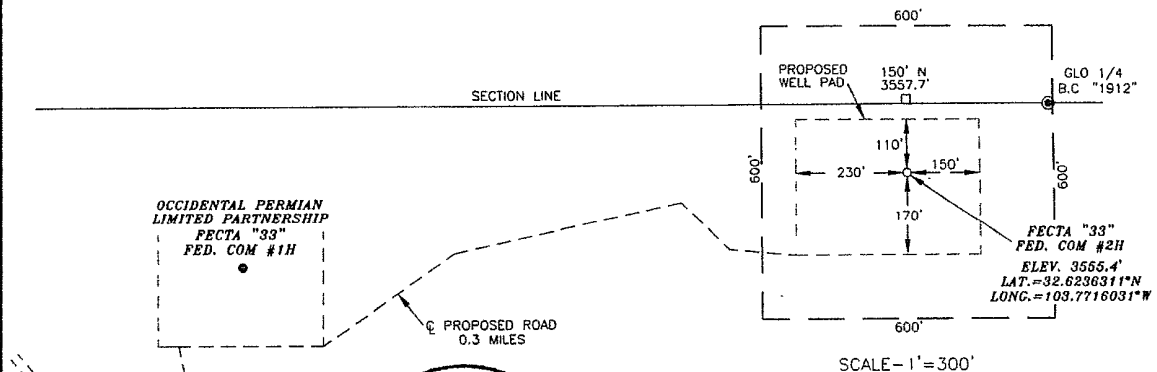 600'
PROPOSED
WELL PAD
150' N
3557.7'
GLO 1/4
B.C "1912"
SECTION LINE
110'
600'
230'
150'
600'
170'
OCCIDENTAL PERMIAN
LIMITED PARTNERSHIP
FECTA "33"
FED. COM #1H
FECTA "33"
FED. COM #2H
ELEV. 3555.4'
LAT.=32.6236311°N
LONG.=103.7716031°W
℄ PROPOSED ROAD
0.3 MILES
600'
SCALE-1'=300'